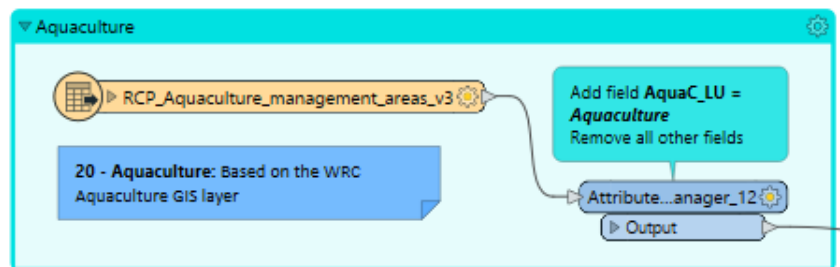 Aquaculture
RCP_Aquaculture_management_areas_v3
Add field AquaC_LU =
Aquaculture
Remove all other fields
20 - Aquaculture: Based on the WRC
Aquaculture GIS layer
Attribute...anager_12
Output